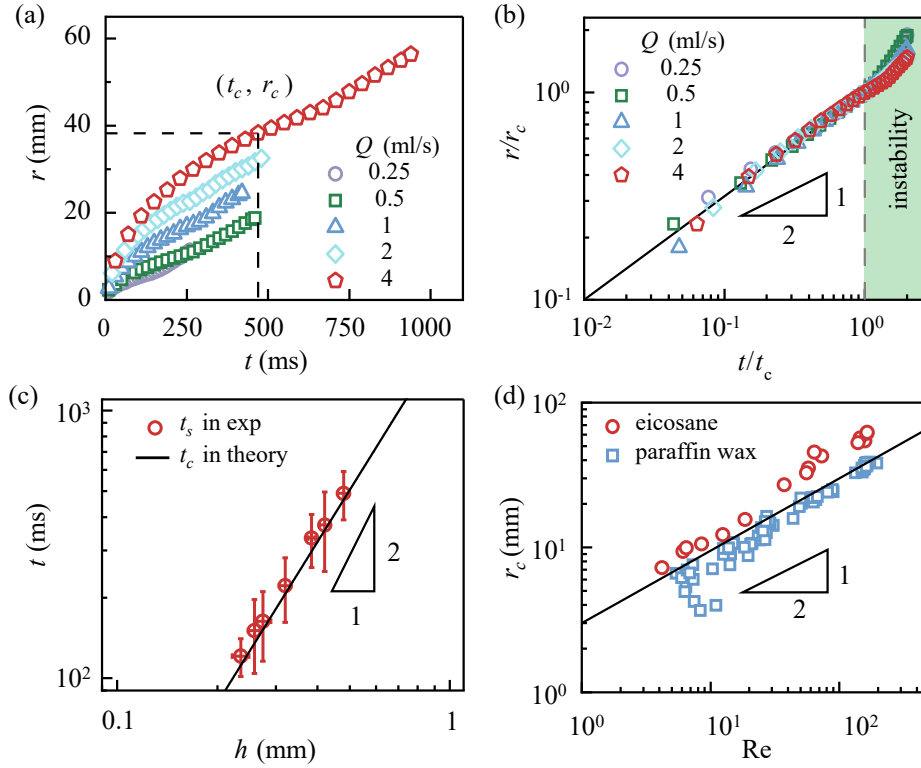 (a)
60
40
20
0
r (mm)
(t_c, r_c)
Q (ml/s)
0.25
0.5
1
2
4
0 250 500 750 1000
t (ms)
(b)
Q (ml/s)
0.25
0.5
1
2
4
10^0
10^-1
r/r_c
1
2
instability
10^-2 10^-1 10^0 10^1
t/t_c
(c)
10^3
10^2
t (ms)
t_s in exp
t_c in theory
2
1
0.1 1
h (mm)
(d)
10^2
10^1
10^0
r_c (mm)
eicosane
paraffin wax
1
2
10^0 10^1 10^2
Re